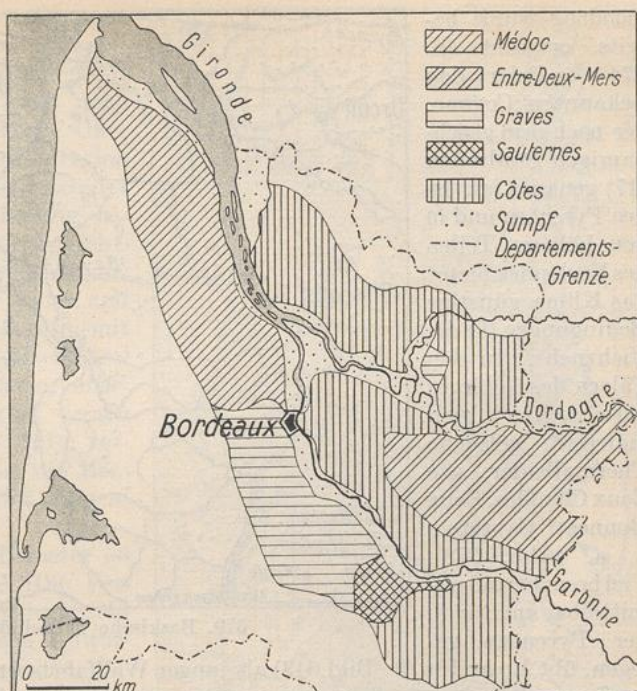 Gironde
Médoc
Entre-Deux-Mers
Graves
Sauternes
Côtes
Sumpf
Departements-
Grenze.
Bordeaux
Dordogne
Garonne
0 20
km